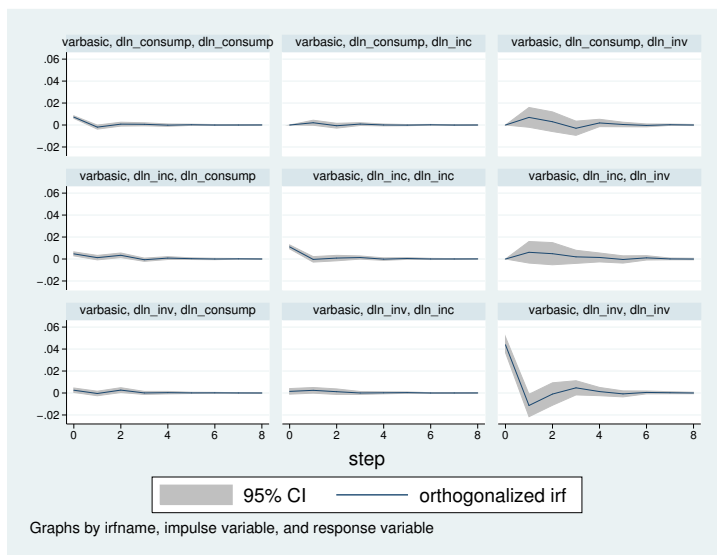 varbasic, dln_consump, dln_consump
varbasic, dln_consump, dln_inc
varbasic, dln_consump, dln_inv
.06
.04
.02
0
−.02
varbasic, dln_inc, dln_consump
varbasic, dln_inc, dln_inc
varbasic, dln_inc, dln_inv
.06
.04
.02
0
−.02
varbasic, dln_inv, dln_consump
varbasic, dln_inv, dln_inc
varbasic, dln_inv, dln_inv
.06
.04
.02
0
−.02
0 2 4 6 8
0 2 4 6 8
0 2 4 6 8
step
95% CI
orthogonalized irf
Graphs by irfname, impulse variable, and response variable